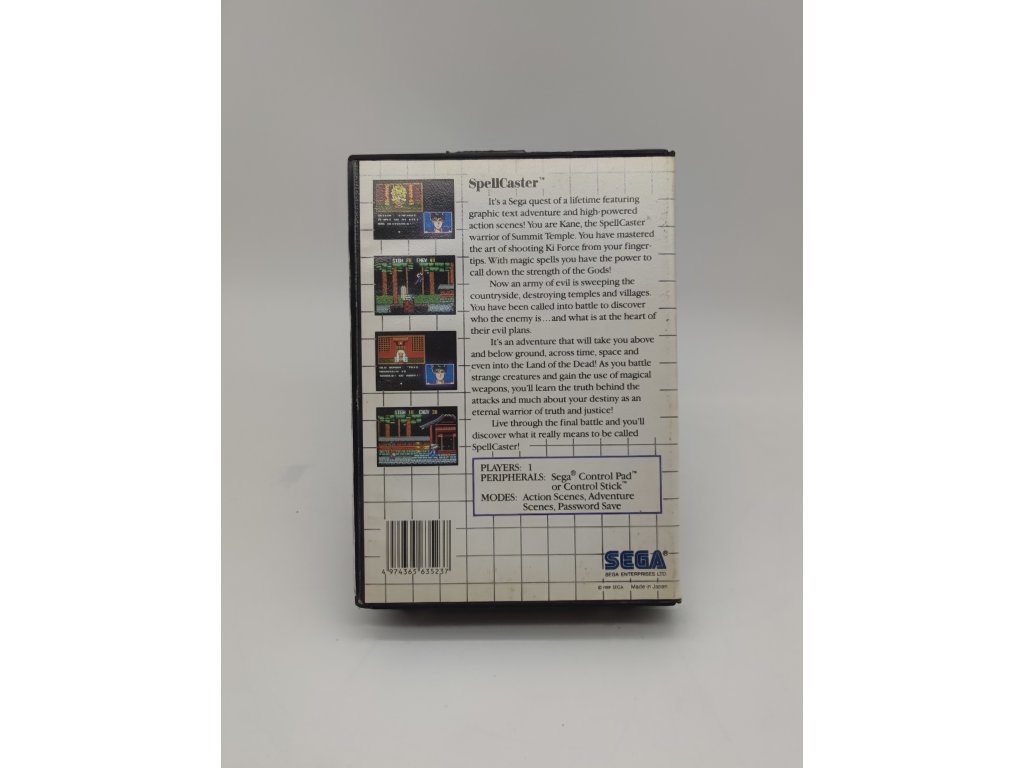 SpellCaster™
It's a Sega quest of a lifetime featuring
graphic text adventure and high-powered
action scenes! You are Kane, the SpellCaster
warrior of Summit Temple. You have mastered
the art of shooting Ki Force from your finger-
tips. With magic spells you have the power to
call down the strength of the Gods!
Now an army of evil is sweeping the
countryside, destroying temples and villages.
You have been called into battle to discover
who the enemy is...and what is at the heart of
their evil plans.
It's an adventure that will take you above
and below ground, across time, space and
even into the Land of the Dead! As you battle
strange creatures and gain the use of magical
weapons, you'll learn the truth behind the
attacks and much about your destiny as an
eternal warrior of truth and justice!
Live through the final battle and you'll
discover what it really means to be called
SpellCaster!
PLAYERS: 1
PERIPHERALS: Sega® Control Pad™
or Control Stick™
MODES: Action Scenes, Adventure
Scenes, Password Save
4 974365 635237
SEGA®
SEGA ENTERPRISES LTD.
SEGA Made in Japan